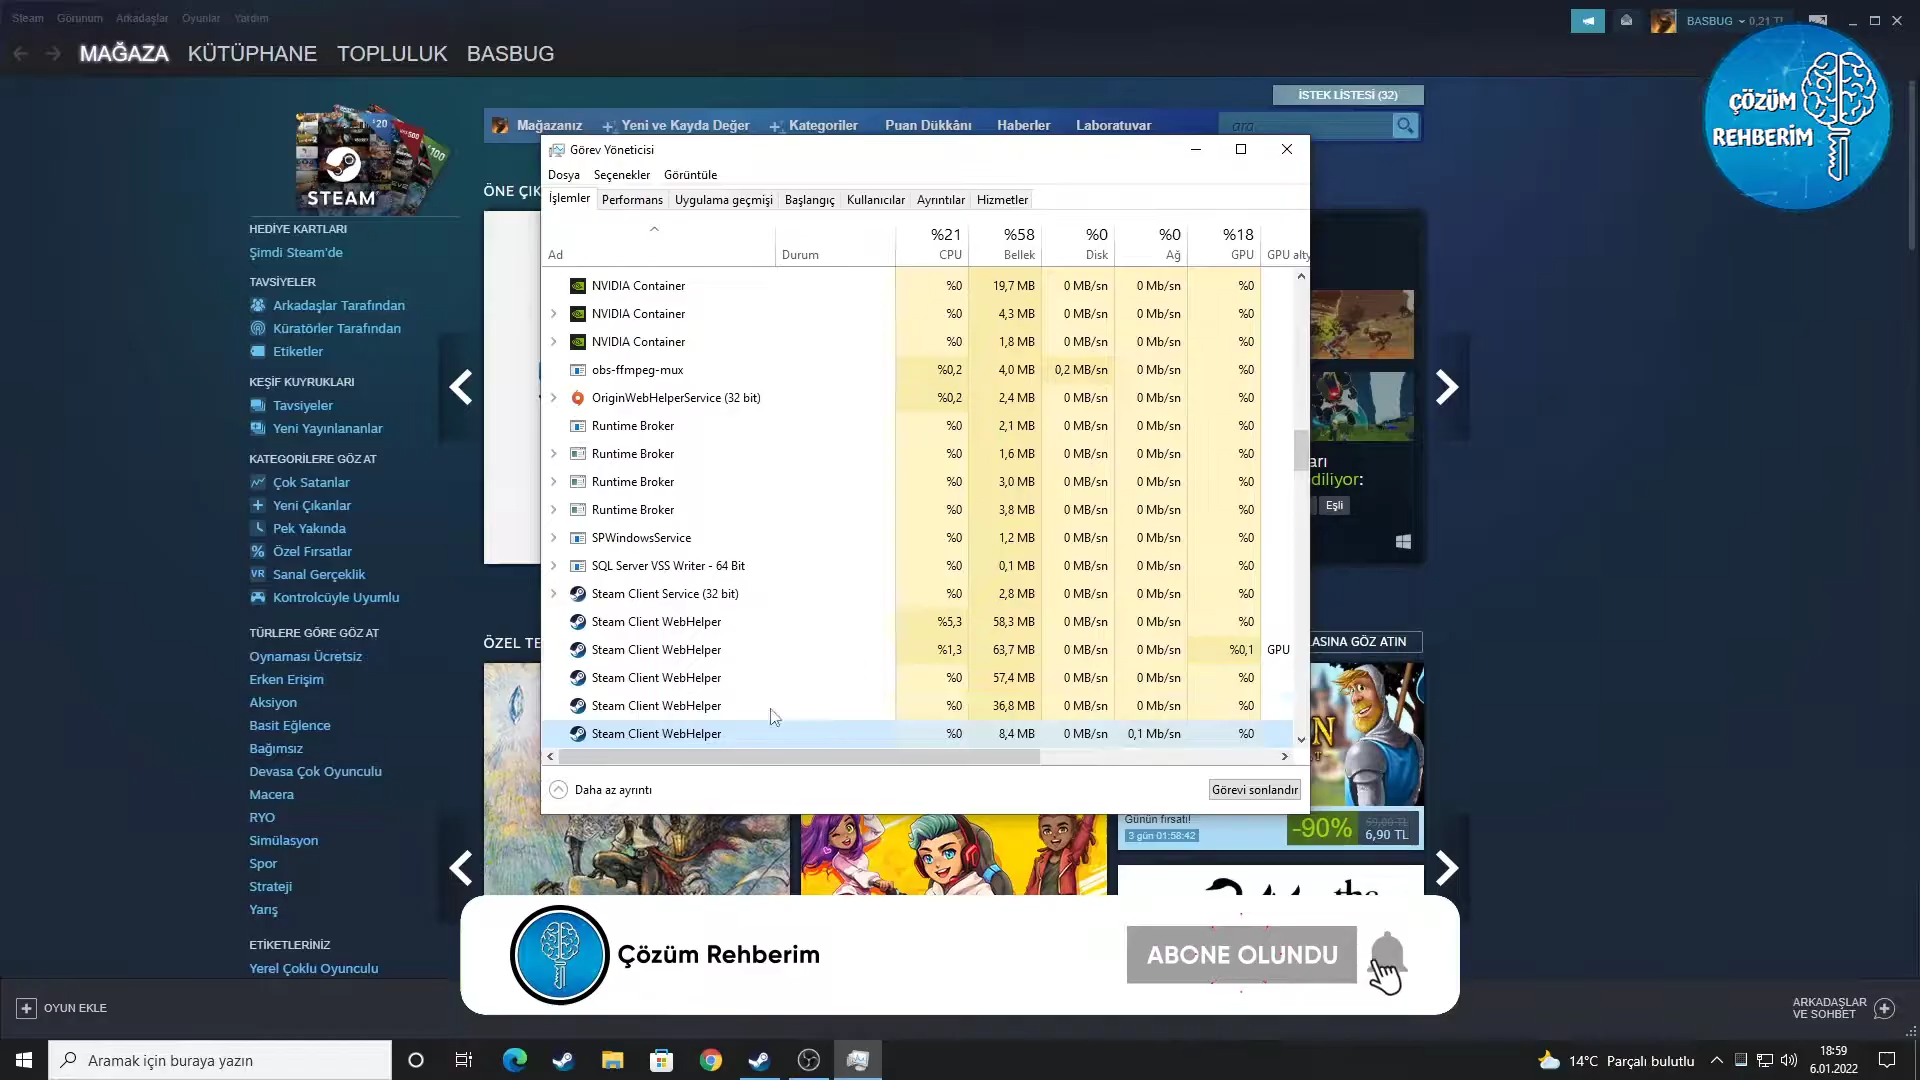 Steam Görünüm Arkadaşlar Oyunlar Yardım
BASBUG 0,21 TL
MAĞAZA KÜTÜPHANE TOPLULUK BASBUG
ÇÖZÜM
REHBERİM
İSTEK LİSTESİ (32)
Mağazanız Yeni ve Kayda Değer Kategoriler Puan Dükkânı Haberler Laboratuvar ara
STEAM
HEDİYE KARTLARI
Şimdi Steam'de
TAVSİYELER
Arkadaşlar Tarafından
Küratörler Tarafından
Etiketler
KEŞİF KUYRUKLARI
Tavsiyeler
Yeni Yayınlananlar
KATEGORİLERE GÖZ AT
Çok Satanlar
Yeni Çıkanlar
Pek Yakında
Özel Fırsatlar
VR Sanal Gerçeklik
Kontrolcüyle Uyumlu
TÜRLERE GÖRE GÖZ AT
Oynaması Ücretsiz
Erken Erişim
Aksiyon
Basit Eğlence
Bağımsız
Devasa Çok Oyunculu
Macera
RYO
Simülasyon
Spor
Strateji
Yarış
ETİKETLERİNİZ
Yerel Çoklu Oyunculu
ÖNE ÇIK
ÖZEL TE
Görev Yöneticisi
Dosya Seçenekler Görüntüle
İşlemler Performans Uygulama geçmişi Başlangıç Kullanıcılar Ayrıntılar Hizmetler
%21 %58 %0 %0 %18
Ad Durum CPU Bellek Disk Ağ GPU GPU alty
NVIDIA Container %0 19,7 MB 0 MB/sn 0 Mb/sn %0
NVIDIA Container %0 4,3 MB 0 MB/sn 0 Mb/sn %0
NVIDIA Container %0 1,8 MB 0 MB/sn 0 Mb/sn %0
obs-ffmpeg-mux %0,2 4,0 MB 0,2 MB/sn 0 Mb/sn %0
OriginWebHelperService (32 bit) %0,2 2,4 MB 0 MB/sn 0 Mb/sn %0
Runtime Broker %0 2,1 MB 0 MB/sn 0 Mb/sn %0
Runtime Broker %0 1,6 MB 0 MB/sn 0 Mb/sn %0
Runtime Broker %0 3,0 MB 0 MB/sn 0 Mb/sn %0
Runtime Broker %0 3,8 MB 0 MB/sn 0 Mb/sn %0
SPWindowsService %0 1,2 MB 0 MB/sn 0 Mb/sn %0
SQL Server VSS Writer - 64 Bit %0 0,1 MB 0 MB/sn 0 Mb/sn %0
Steam Client Service (32 bit) %0 2,8 MB 0 MB/sn 0 Mb/sn %0
Steam Client WebHelper %5,3 58,3 MB 0 MB/sn 0 Mb/sn %0
Steam Client WebHelper %1,3 63,7 MB 0 MB/sn 0 Mb/sn %0,1 GPU
Steam Client WebHelper %0 57,4 MB 0 MB/sn 0 Mb/sn %0
Steam Client WebHelper %0 36,8 MB 0 MB/sn 0 Mb/sn %0
Steam Client WebHelper %0 8,4 MB 0 MB/sn 0,1 Mb/sn %0
Daha az ayrıntı Görevi sonlandır
arı
diliyor:
Eşli
ASINA GÖZ ATIN
Günün fırsatı!
3 gün 01:58:42
-90% 59,00 TL
6,90 TL
the
Çözüm Rehberim
ABONE OLUNDU
OYUN EKLE
ARKADAŞLAR
VE SOHBET
Aramak için buraya yazın
14°C Parçalı bulutlu
18:59
6.01.2022